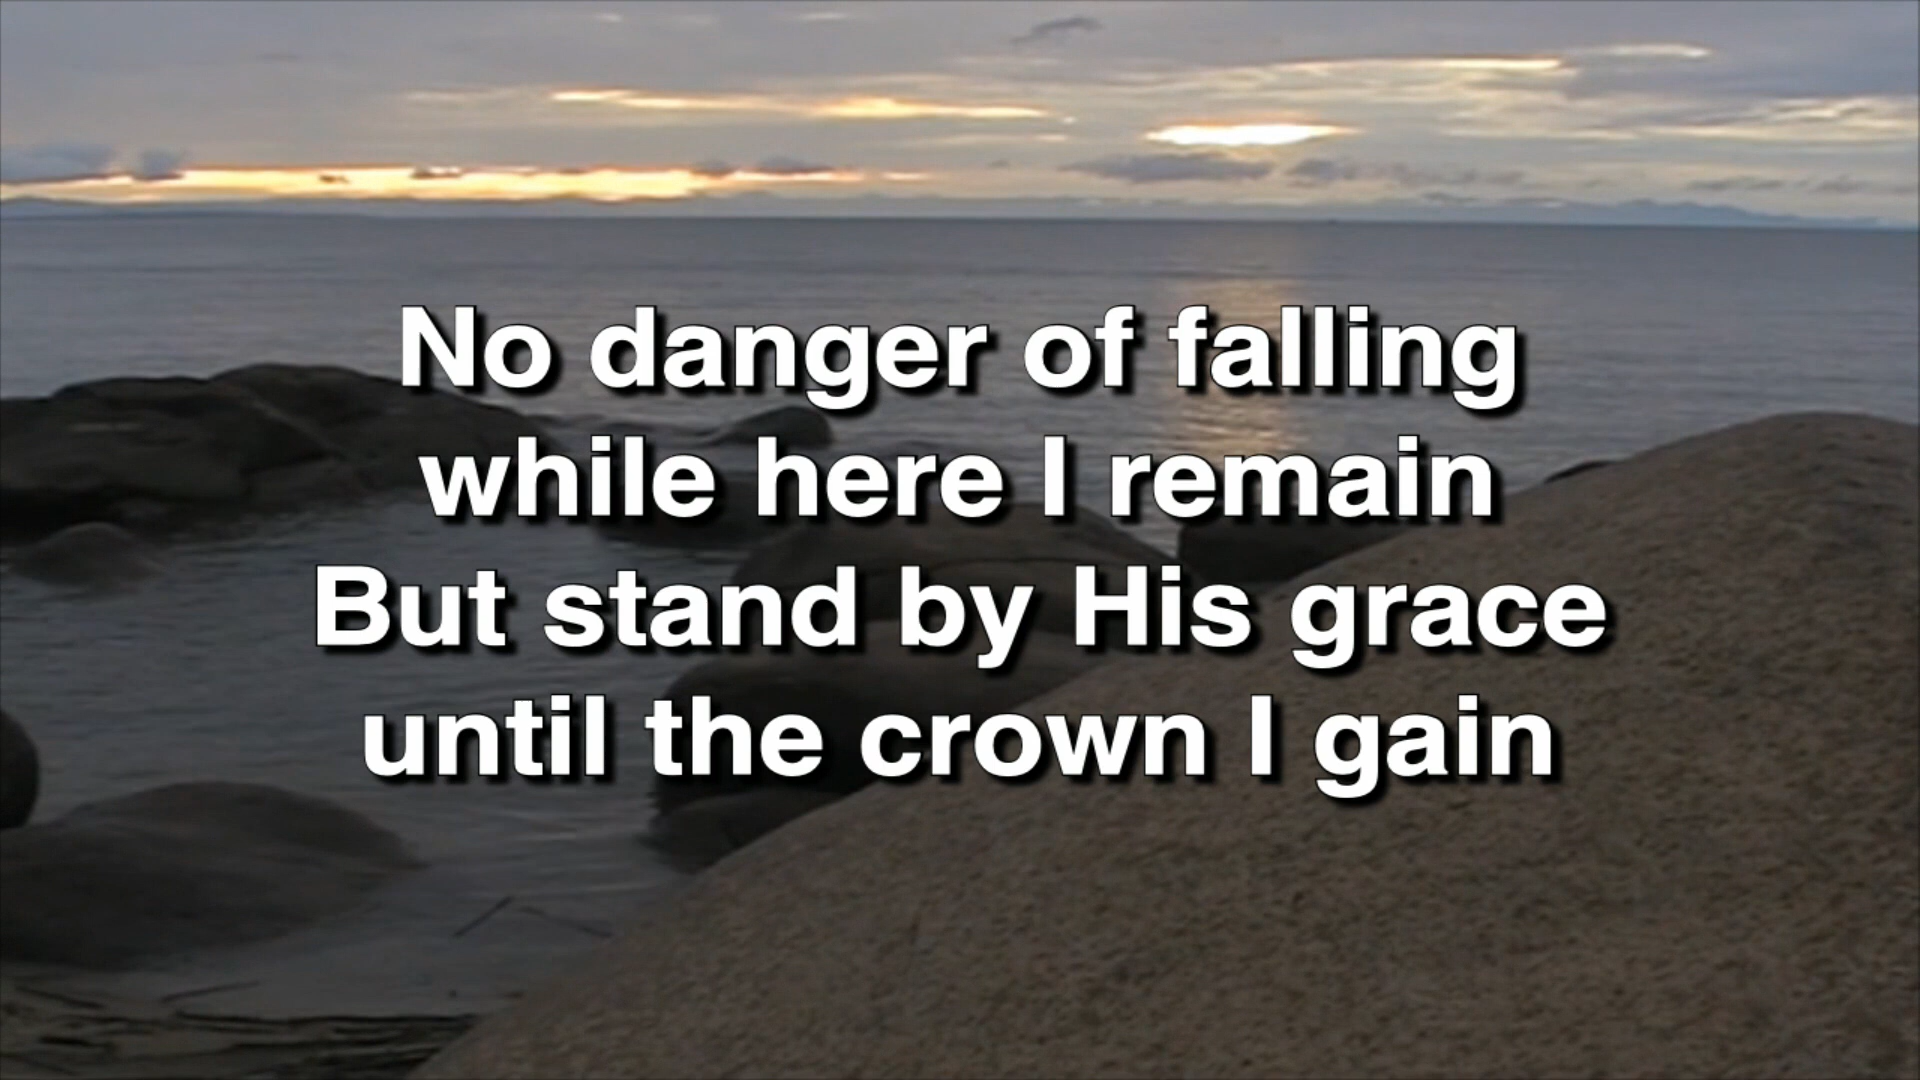 No danger of falling
while here I remain
But stand by His grace
until the crown I gain